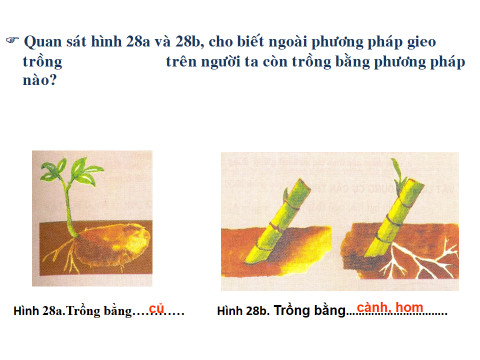 ☞ Quan sát hình 28a và 28b, cho biết ngoài phương pháp gieo
trồng trên người ta còn trồng bằng phương pháp
nào?
Hình 28a.Trồng bằng…củ………
Hình 28b. Trồng bằng...cành, hom..............